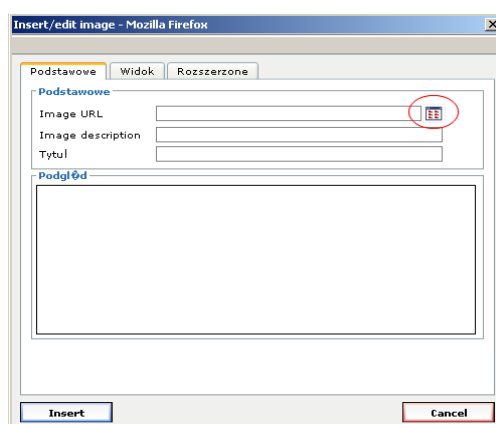 Insert/edit image - Mozilla Firefox
Podstawowe Widok Rozszerzone
Podstawowe
Image URL
Image description
Tytul
Podgl�d
Insert Cancel